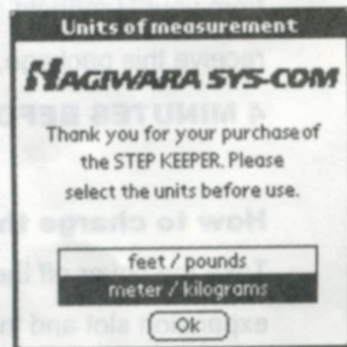 Units of measurement
HAGIWARA SYS-COM
Thank you for your purchase of
the STEP KEEPER. Please
select the units before use.
feet / pounds
meter / kilograms
Ok